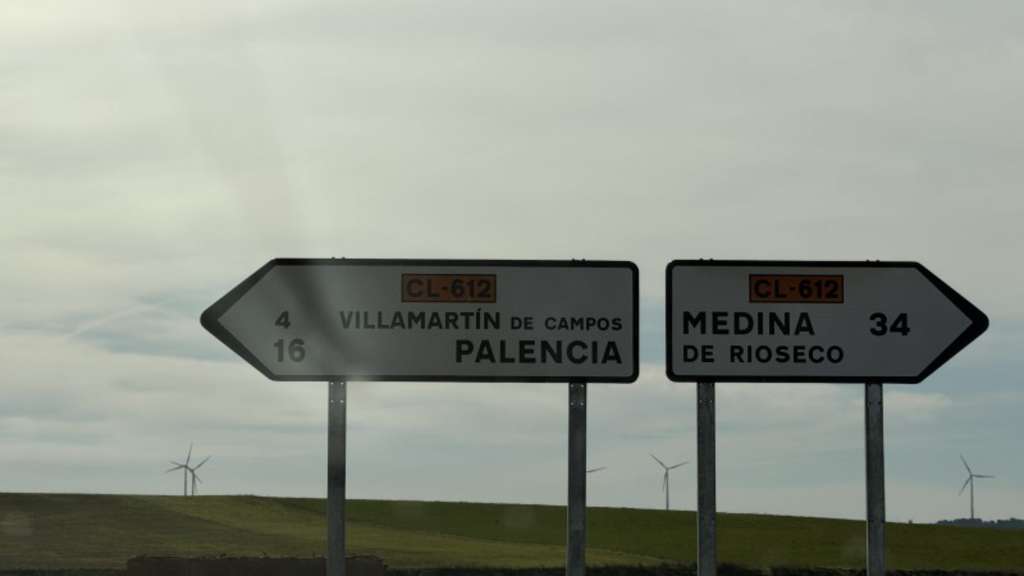 CL-612
4 VILLAMARTÍN DE CAMPOS
16 PALENCIA
CL-612
MEDINA 34
DE RIOSECO